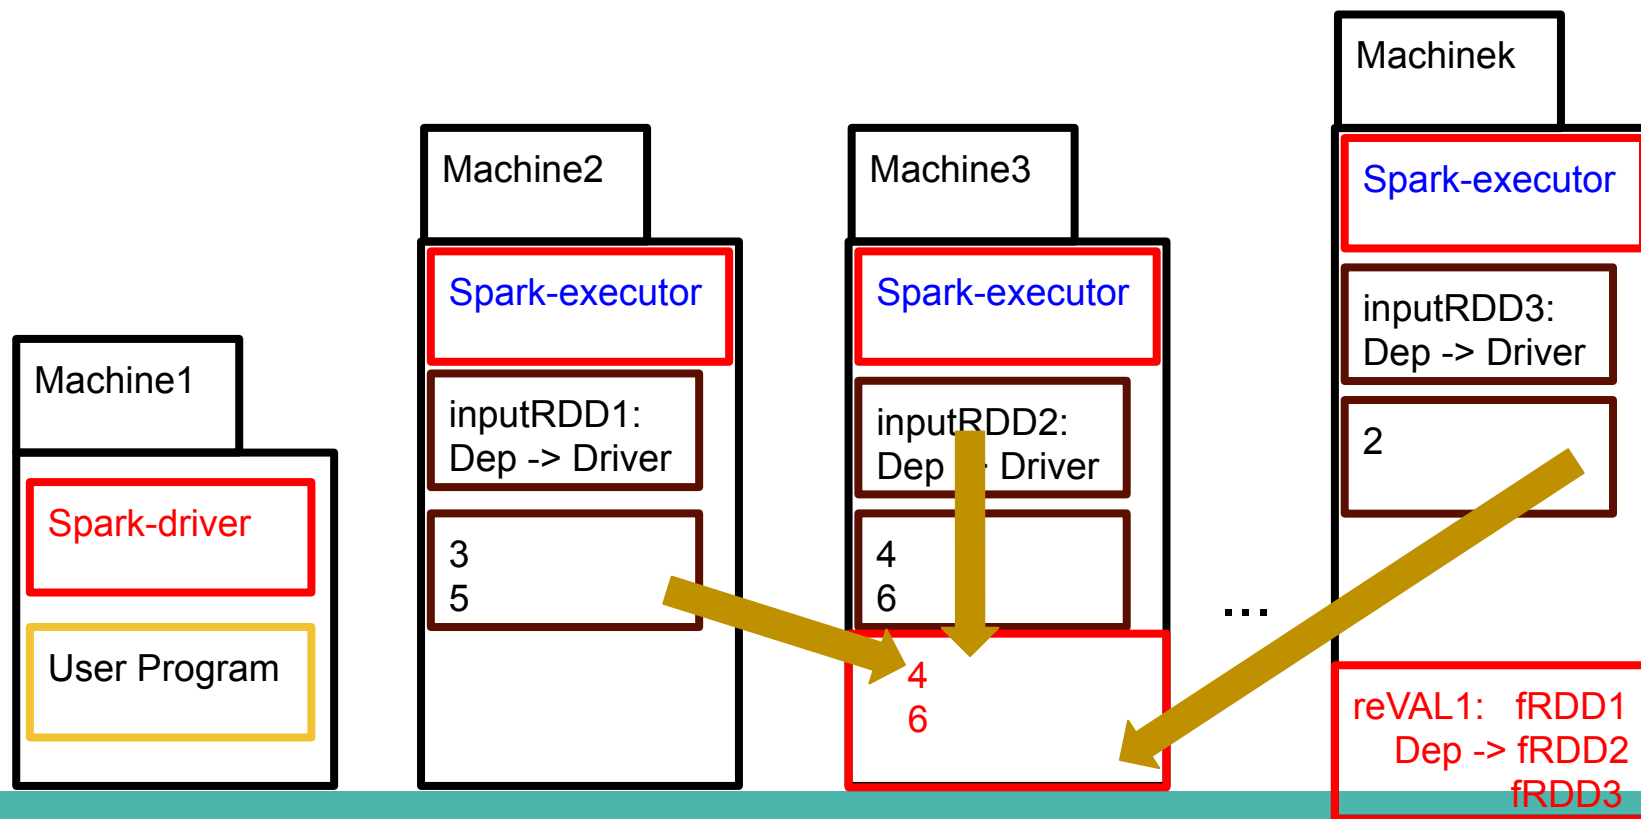 Machine1
Spark-driver
User Program
Machine2
Spark-executor
inputRDD1:
Dep -> Driver
3
5
Machine3
Spark-executor
inputRDD2:
Dep -> Driver
4
6
4
6
...
Machinek
Spark-executor
inputRDD3:
Dep -> Driver
2
reVAL1: fRDD1
Dep -> fRDD2
fRDD3